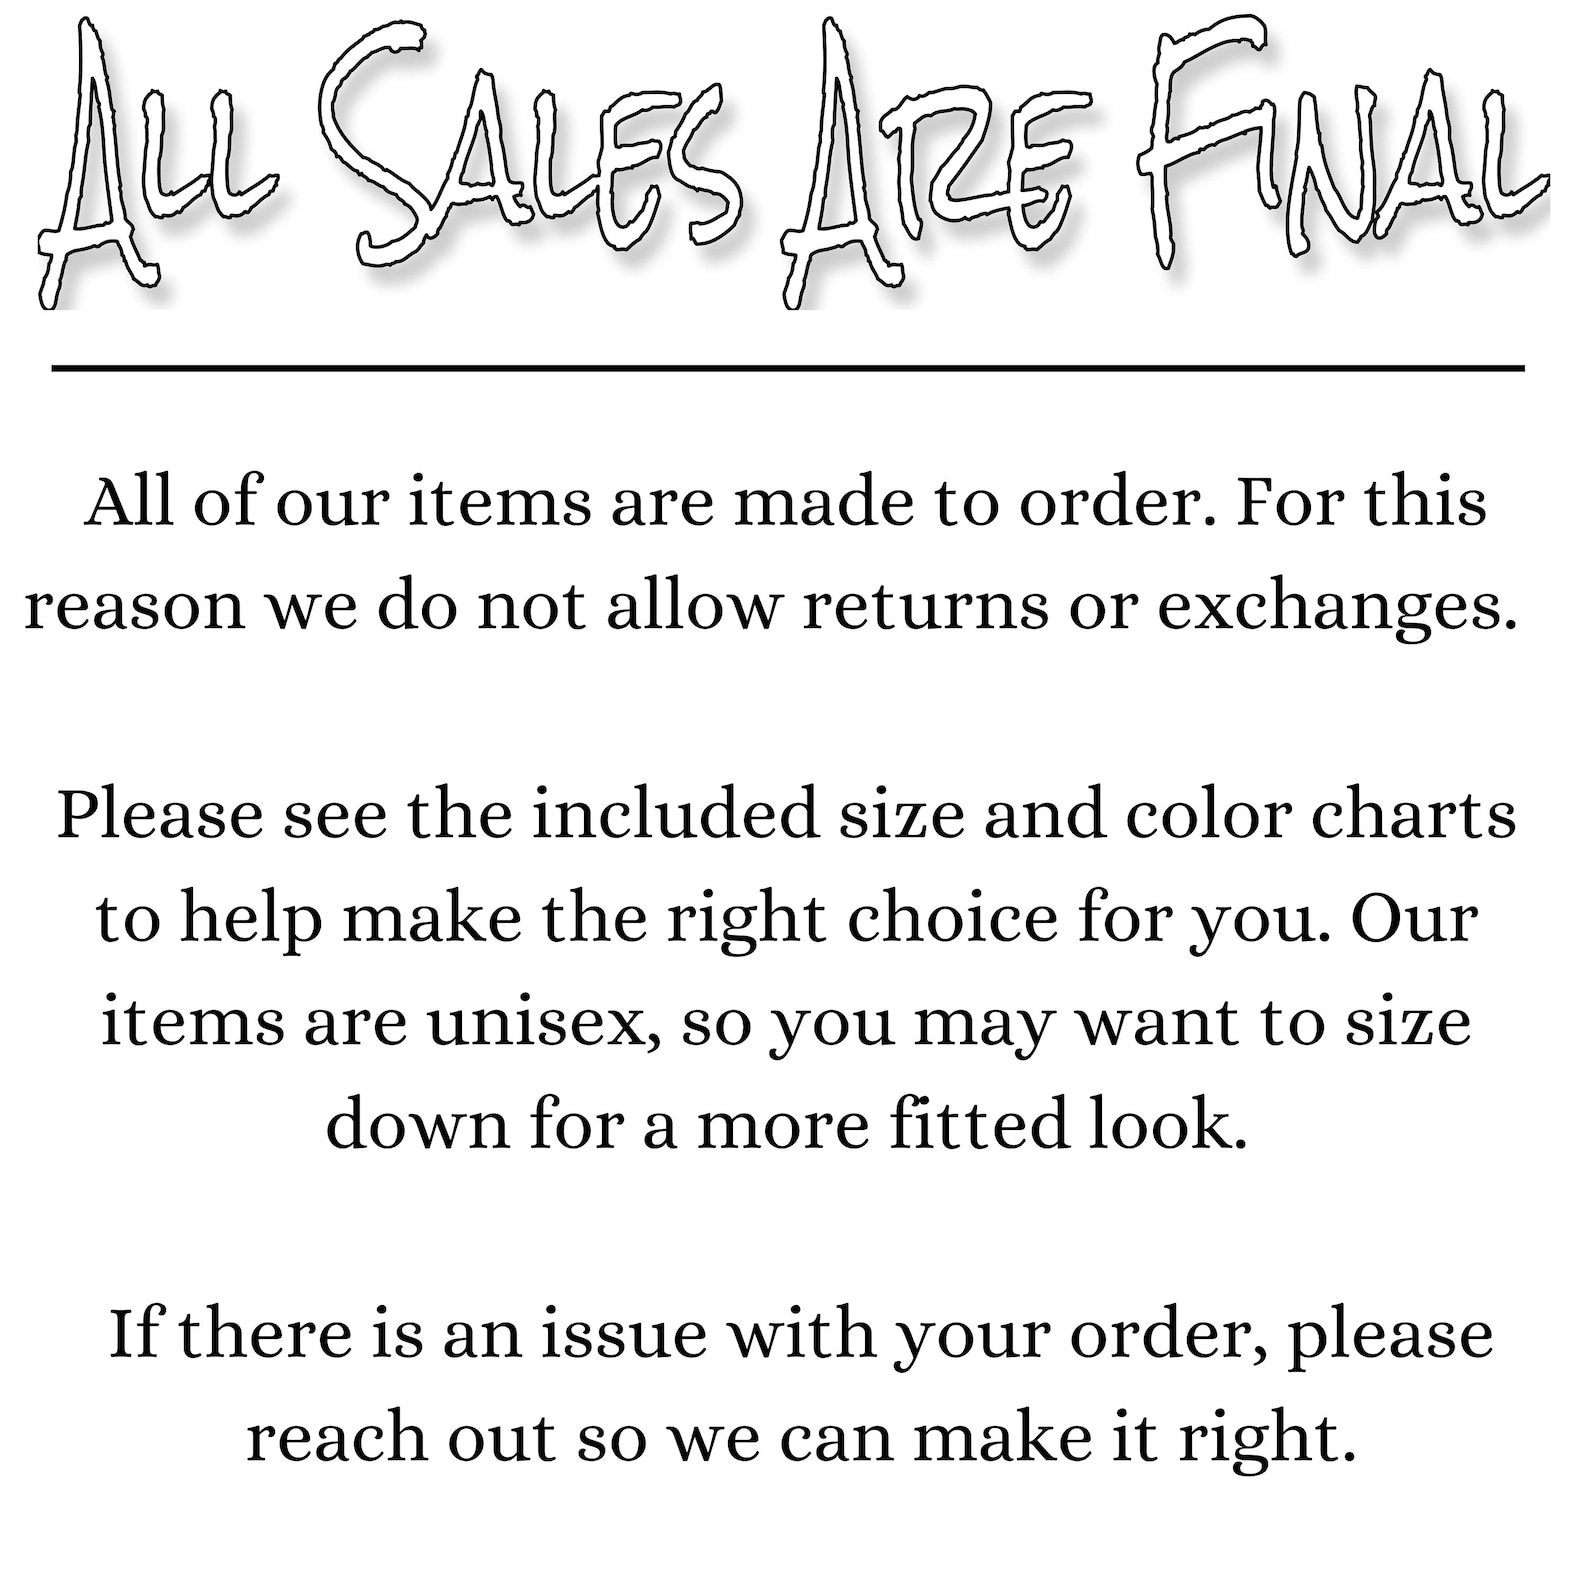 All Sales Are Final
All of our items are made to order. For this
reason we do not allow returns or exchanges.
Please see the included size and color charts
to help make the right choice for you. Our
items are unisex, so you may want to size
down for a more fitted look.
If there is an issue with your order, please
reach out so we can make it right.